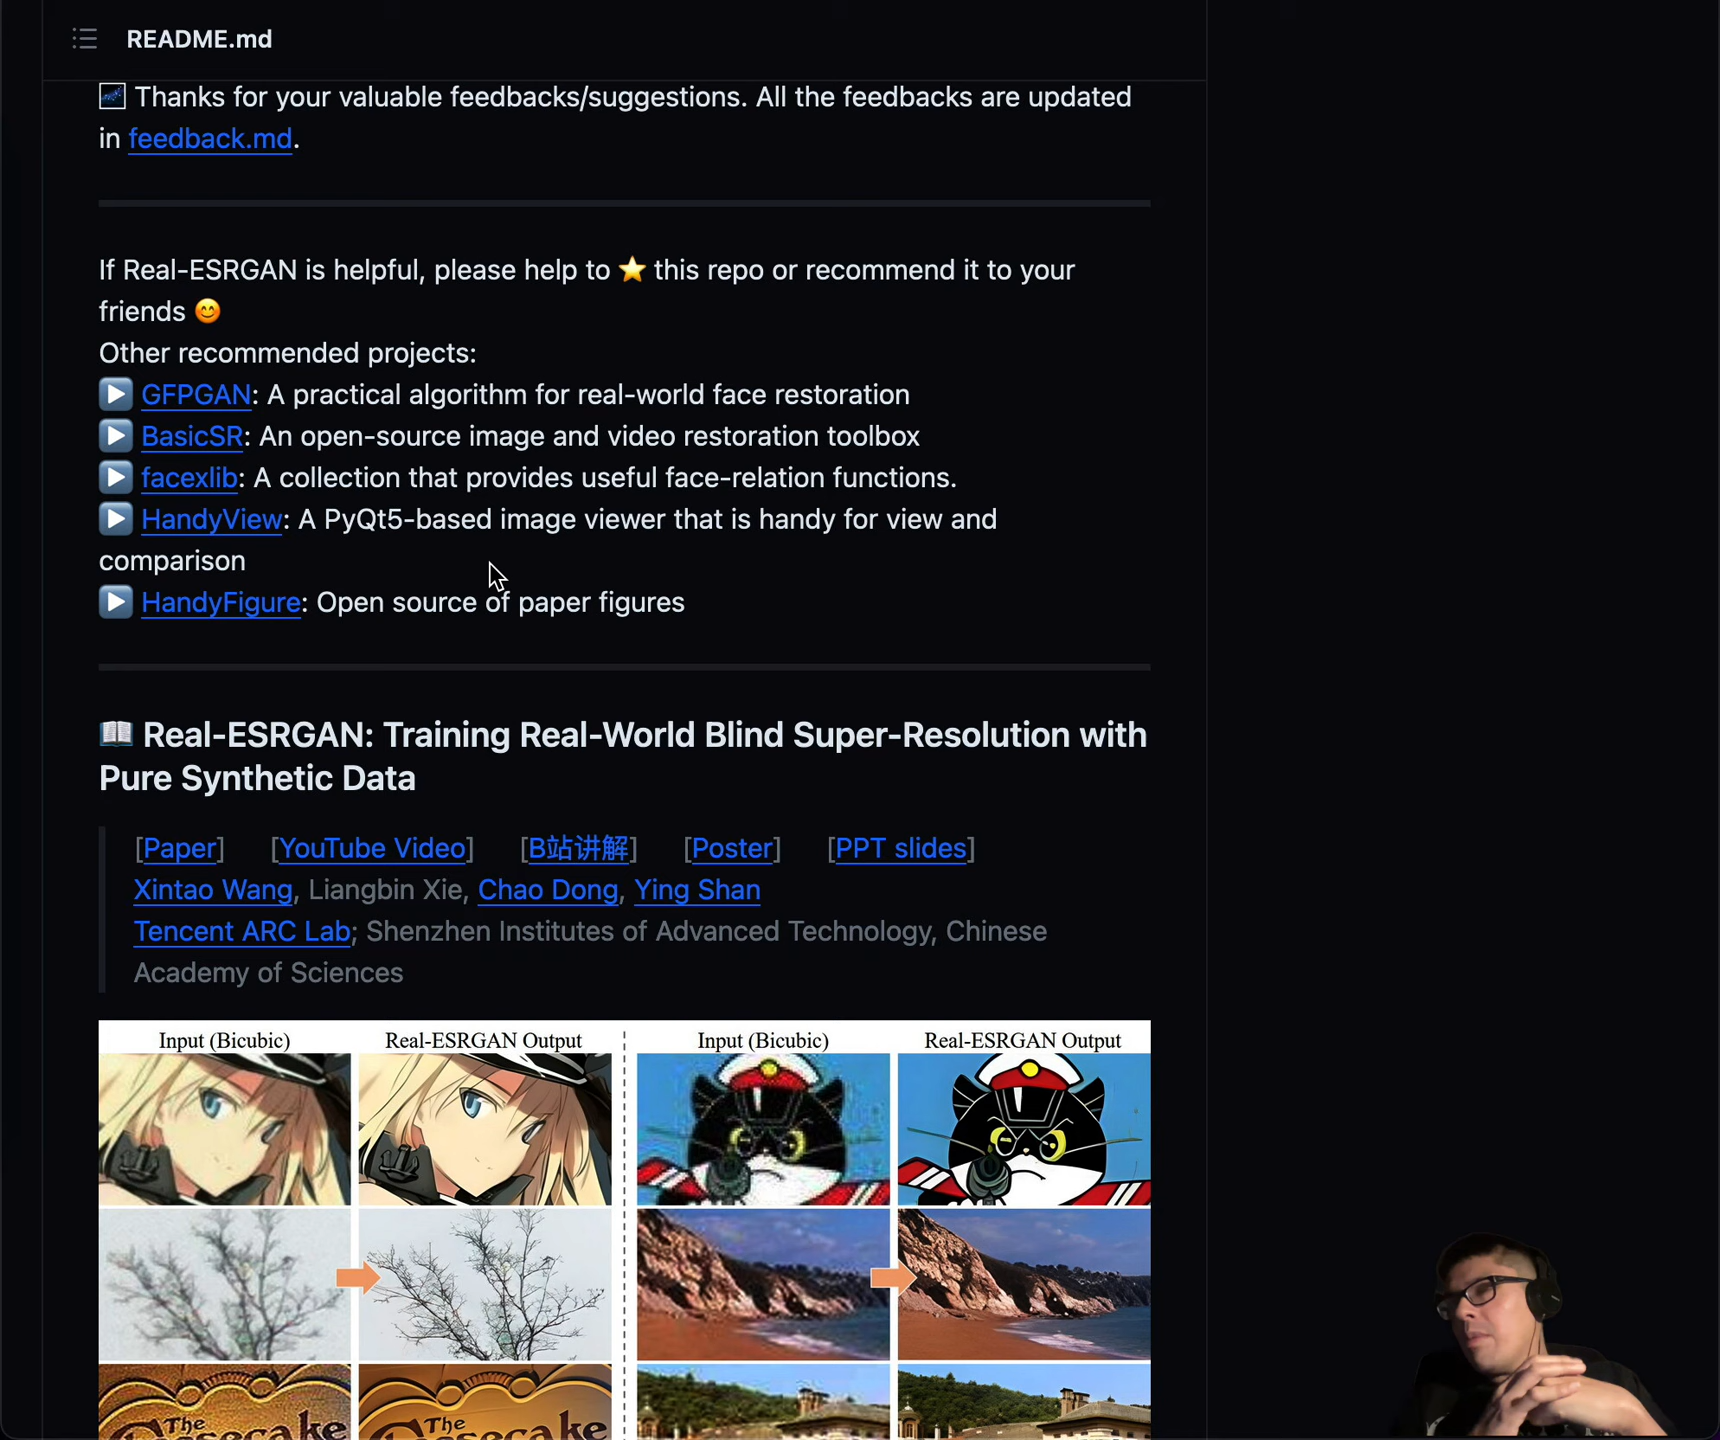 README.md
Thanks for your valuable feedbacks/suggestions. All the feedbacks are updated
in feedback.md.
If Real-ESRGAN is helpful, please help to ⭐ this repo or recommend it to your
friends 😊
Other recommended projects:
▶️ GFPGAN: A practical algorithm for real-world face restoration
▶️ BasicSR: An open-source image and video restoration toolbox
▶️ facexlib: A collection that provides useful face-relation functions.
▶️ HandyView: A PyQt5-based image viewer that is handy for view and
comparison
▶️ HandyFigure: Open source of paper figures
📖 Real-ESRGAN: Training Real-World Blind Super-Resolution with
Pure Synthetic Data
[Paper] [YouTube Video] [B站讲解] [Poster] [PPT slides]
Xintao Wang, Liangbin Xie, Chao Dong, Ying Shan
Tencent ARC Lab; Shenzhen Institutes of Advanced Technology, Chinese
Academy of Sciences
Input (Bicubic) Real-ESRGAN Output Input (Bicubic) Real-ESRGAN Output
The The